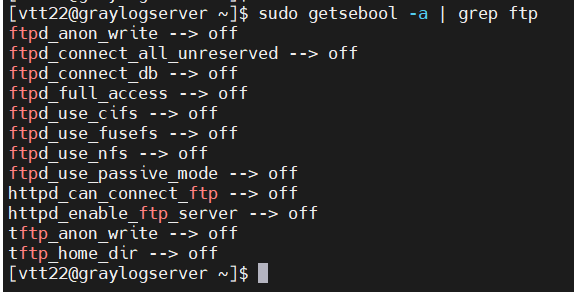 [vtt22@graylogserver ~]$ sudo getsebool -a | grep ftp
ftpd_anon_write --> off
ftpd_connect_all_unreserved --> off
ftpd_connect_db --> off
ftpd_full_access --> off
ftpd_use_cifs --> off
ftpd_use_fusefs --> off
ftpd_use_nfs --> off
ftpd_use_passive_mode --> off
httpd_can_connect_ftp --> off
httpd_enable_ftp_server --> off
tftp_anon_write --> off
tftp_home_dir --> off
[vtt22@graylogserver ~]$